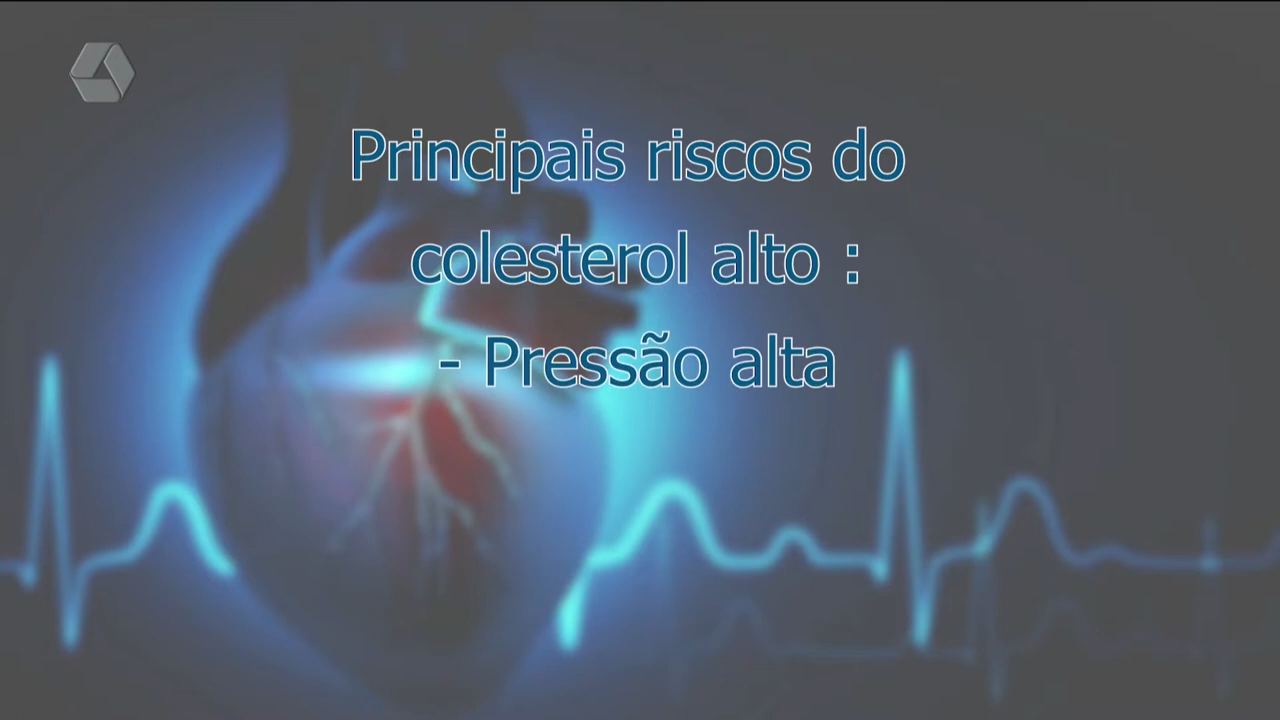 Principais riscos do
colesterol alto :
- Pressão alta